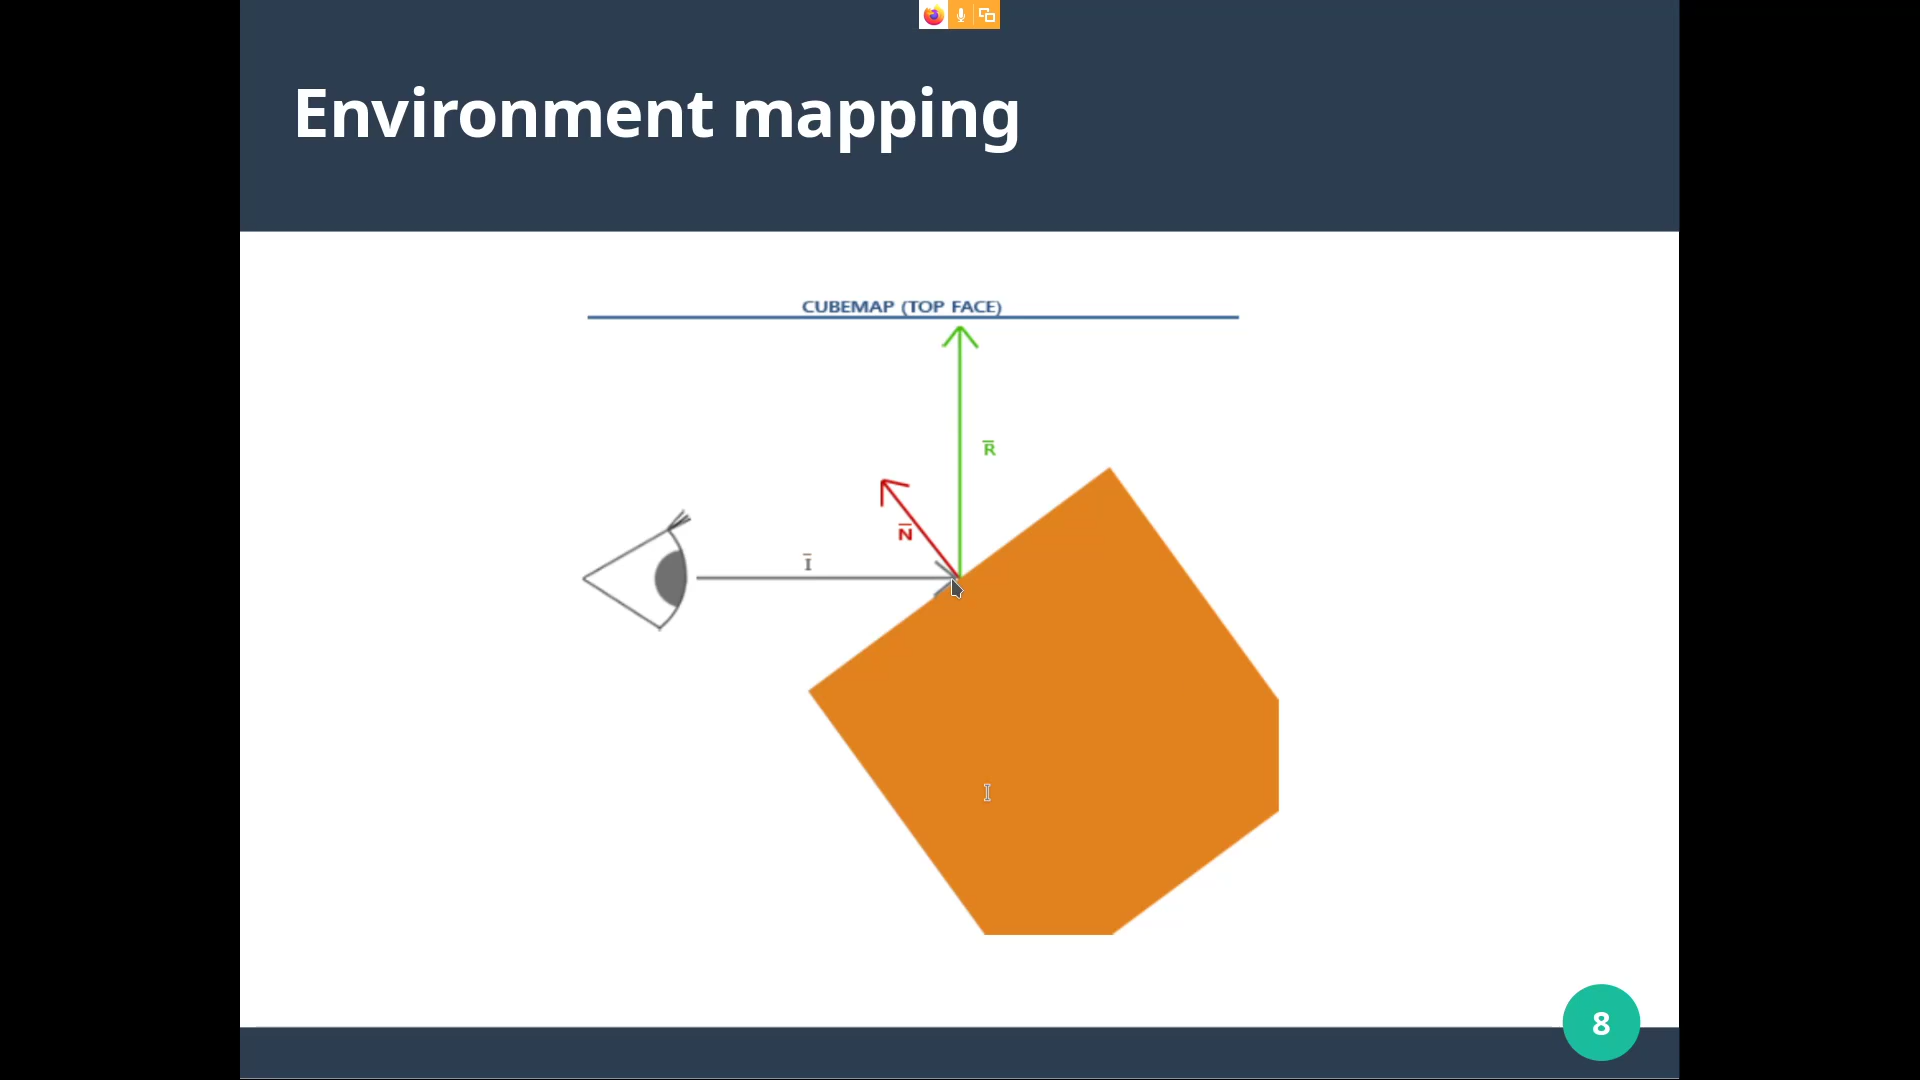 Environment mapping
CUBEMAP (TOP FACE)
R̅
N̅
I̅
8